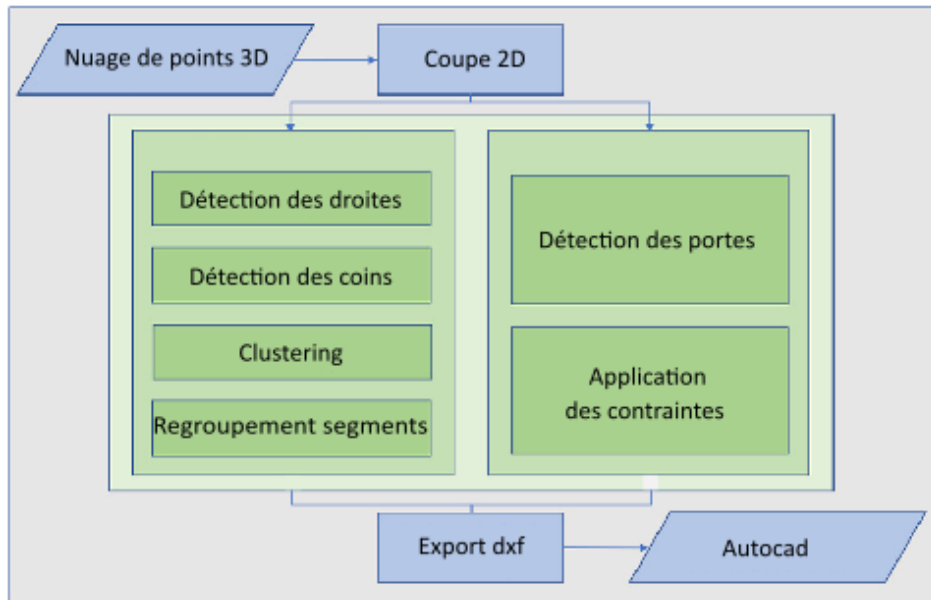 Nuage de points 3D
Coupe 2D
Détection des droites
Détection des coins
Clustering
Regroupement segments
Détection des portes
Application
des contraintes
Export dxf
Autocad